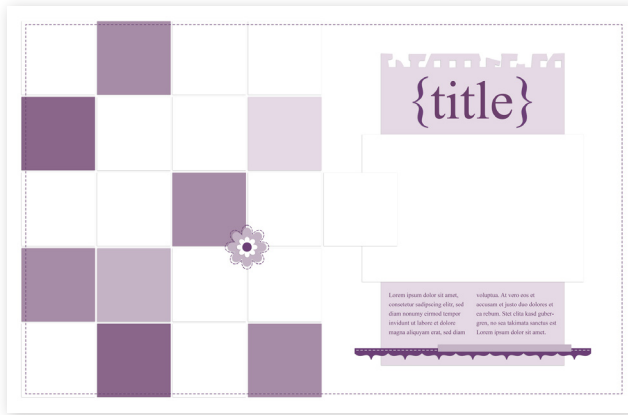 {title}
Lorem ipsum dolor sit amet,
consetetur sadipscing elitr, sed
diam nonumy eirmod tempor
invidunt ut labore et dolore
magna aliquyam erat, sed diam
voluptua. At vero eos et
accusam et justo duo dolores et
ea rebum. Stet clita kasd guber-
gren, no sea takimata sanctus est
Lorem ipsum dolor sit amet.